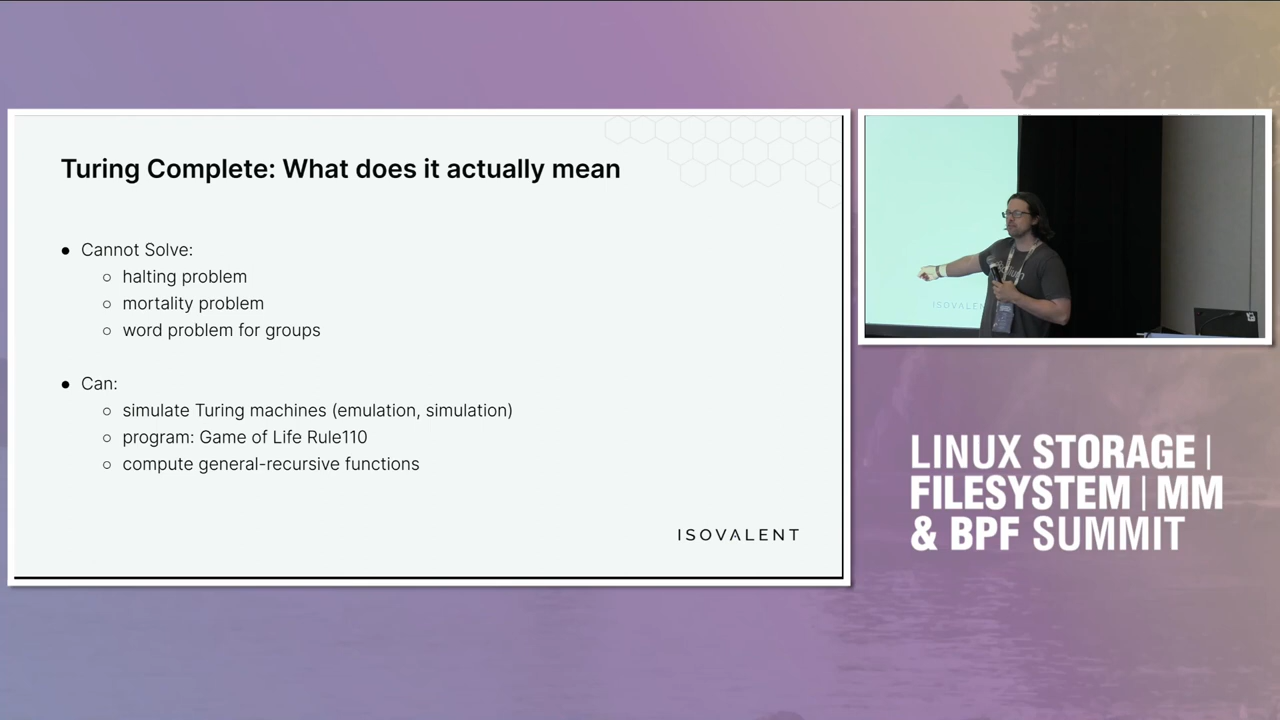 Turing Complete: What does it actually mean
● Cannot Solve:
○ halting problem
○ mortality problem
○ word problem for groups
● Can:
○ simulate Turing machines (emulation, simulation)
○ program: Game of Life Rule110
○ compute general-recursive functions
ISOVALENT
LINUX STORAGE |
FILESYSTEM | MM
& BPF SUMMIT